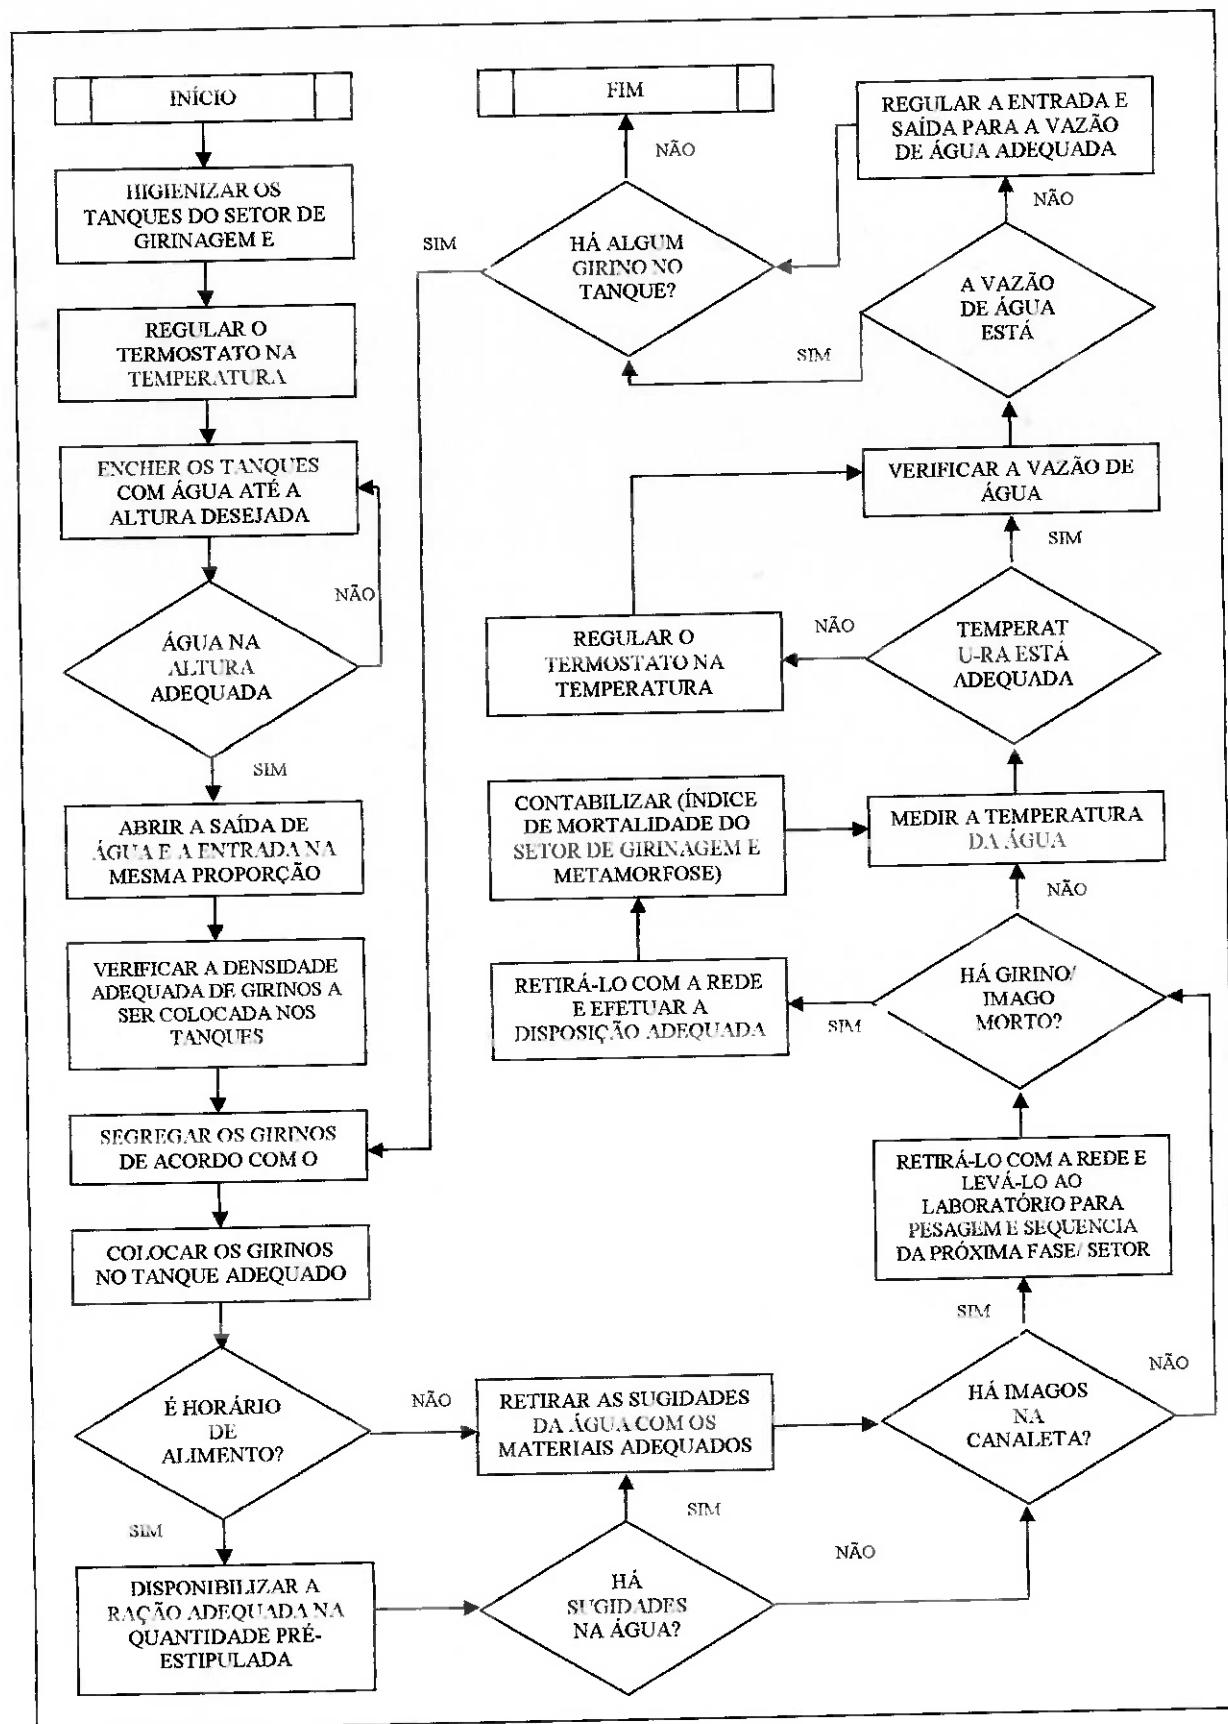 INÍCIO
HIGIENIZAR OS
TANQUES DO SETOR DE
GIRINAGEM E
REGULAR O
TERMOSTATO NA
TEMPERATURA
ENCHER OS TANQUES
COM ÁGUA ATÉ A
ALTURA DESEJADA
NÃO
ÁGUA NA
ALTURA
ADEQUADA
SIM
ABRIR A SAÍDA DE
ÁGUA E A ENTRADA NA
MESMA PROPORÇÃO
VERIFICAR A DENSIDADE
ADEQUADA DE GIRINOS A
SER COLOCADA NOS
TANQUES
SEGREGAR OS GIRINOS
DE ACORDO COM O
COLOCAR OS GIRINOS
NO TANQUE ADEQUADO
É HORÁRIO
DE
ALIMENTO?
NÃO
SIM
DISPONIBILIZAR A
RAÇÃO ADEQUADA NA
QUANTIDADE PRÉ-
ESTIPULADA
HÁ
SUGIDADES
NA ÁGUA?
SIM
NÃO
RETIRAR AS SUGIDADES
DA ÁGUA COM OS
MATERIAIS ADEQUADOS
HÁ IMAGOS
NA
CANALETA?
SIM
NÃO
RETIRÁ-LO COM A REDE E
LEVÁ-LO AO
LABORATÓRIO PARA
PESAGEM E SEQUENCIA
DA PRÓXIMA FASE/ SETOR
HÁ GIRINO/
IMAGO
MORTO?
SIM
NÃO
RETIRÁ-LO COM A REDE
E EFETUAR A
DISPOSIÇÃO ADEQUADA
CONTABILIZAR (ÍNDICE
DE MORTALIDADE DO
SETOR DE GIRINAGEM E
METAMORFOSE)
MEDIR A TEMPERATURA
DA ÁGUA
TEMPERAT
U-RA ESTÁ
ADEQUADA
NÃO
SIM
REGULAR O
TERMOSTATO NA
TEMPERATURA
VERIFICAR A VAZÃO DE
ÁGUA
A VAZÃO
DE ÁGUA
ESTÁ
NÃO
SIM
REGULAR A ENTRADA E
SAÍDA PARA A VAZÃO
DE ÁGUA ADEQUADA
HÁ ALGUM
GIRINO NO
TANQUE?
SIM
NÃO
FIM